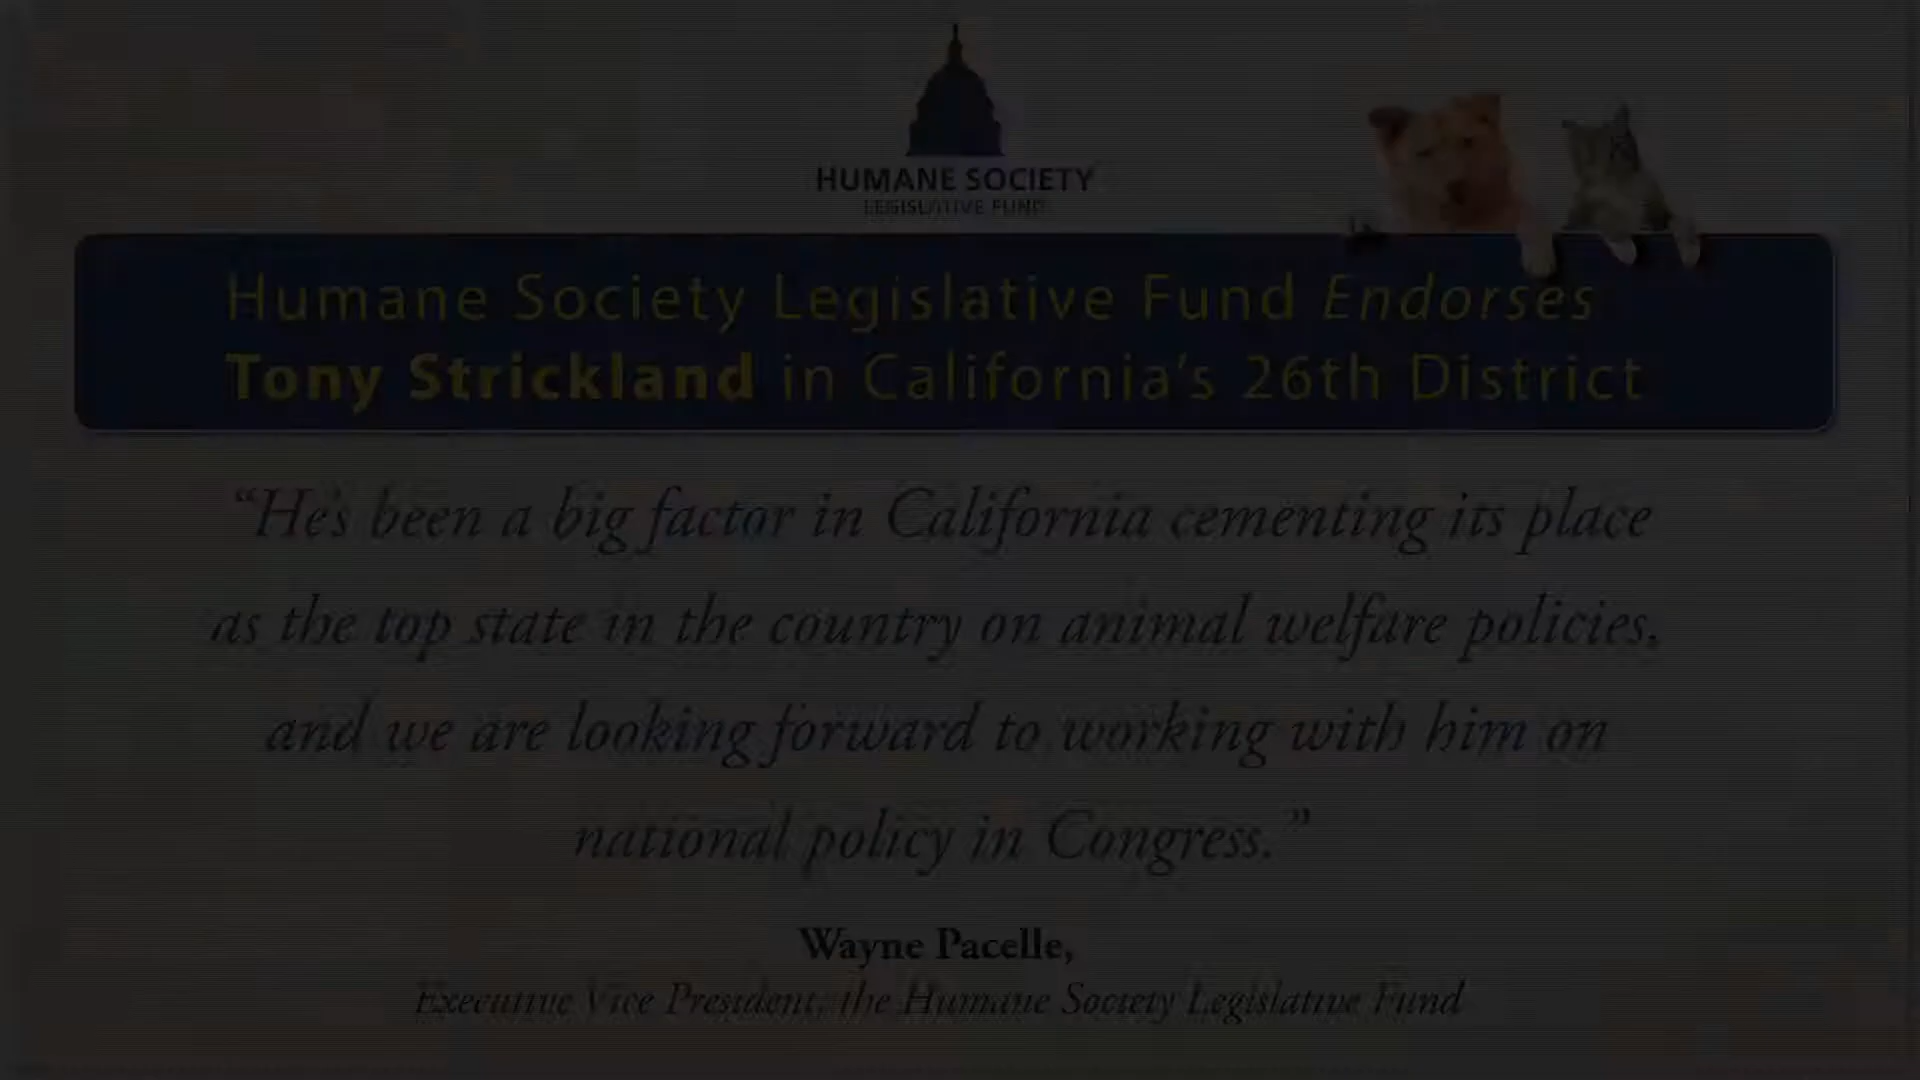 HUMANE SOCIETY
LEGISLATIVE FUND
Humane Society Legislative Fund Endorses
Tony Strickland in California's 26th District
“He's been a big factor in California cementing its place
as the top state in the country on animal welfare policies,
and we are looking forward to working with him on
national policy in Congress.”
Wayne Pacelle,
Executive Vice President, the Humane Society Legislative Fund